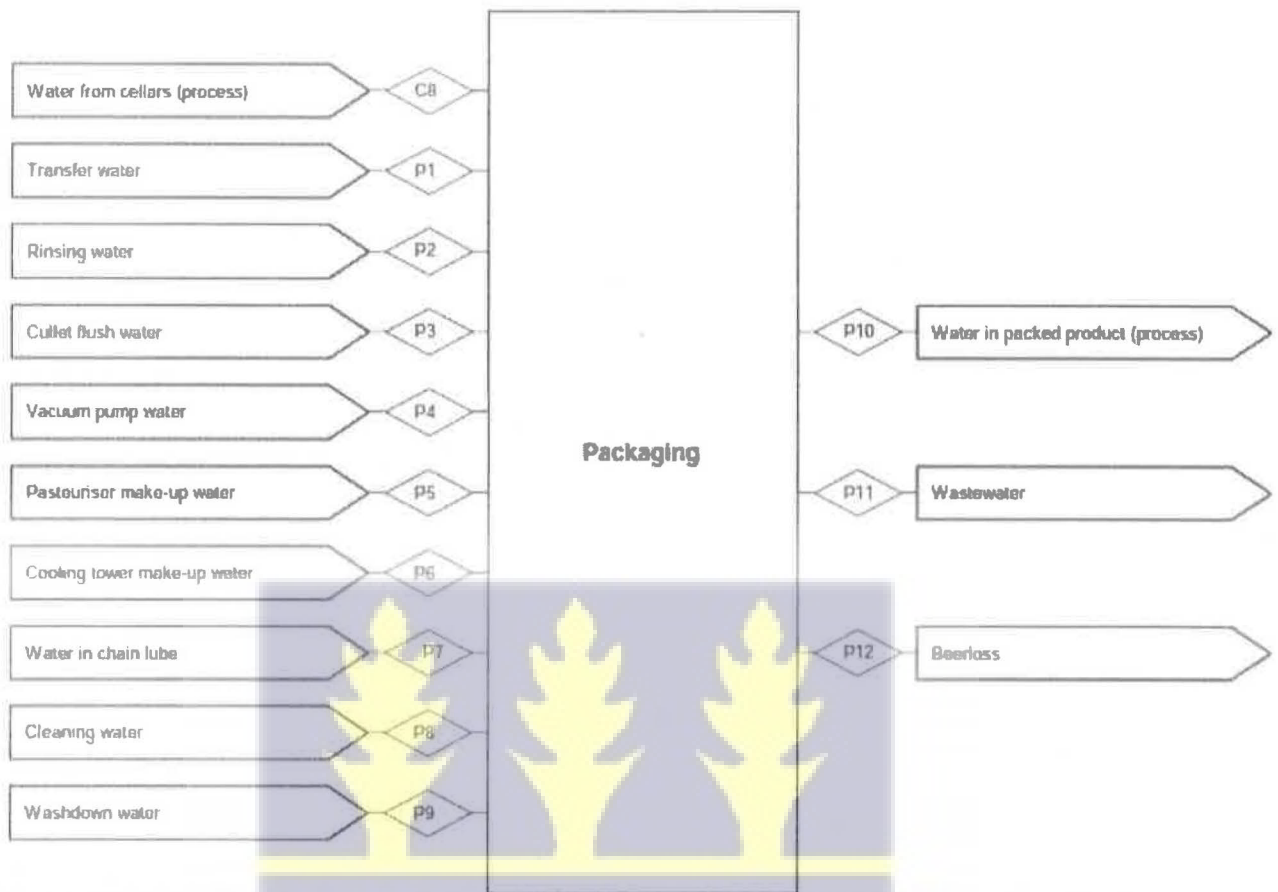 Water from cellars (process) C8
Transfer water P1
Rinsing water P2
Cullet flush water P3
P10 Water in packed product (process)
Vacuum pump water P4
Packaging
Pasteuriser make-up water P5
P11 Wastewater
Cooling tower make-up water P6
Water in chain lube P7
P12 Beerloss
Cleaning water P8
Washdown water P9